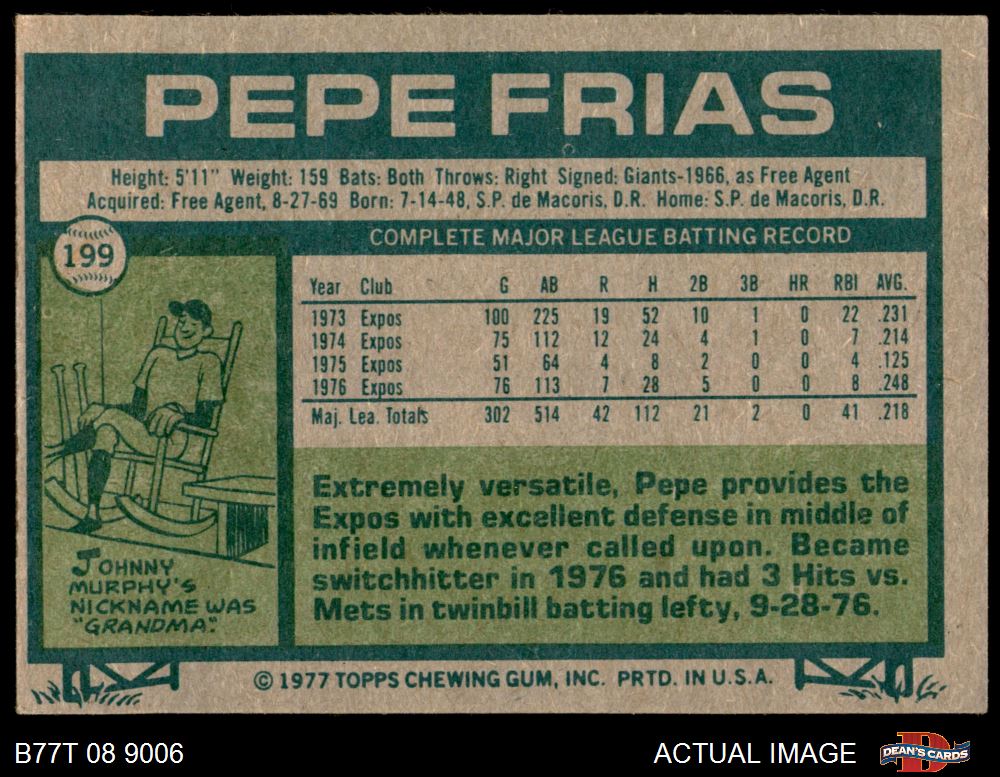 PEPE FRIAS
Height: 5'11" Weight: 159 Bats: Both Throws: Right Signed: Giants-1966, as Free Agent
Acquired: Free Agent, 8-27-69 Born: 7-14-48, S.P. de Macoris, D.R. Home: S.P. de Macoris, D.R.
199
COMPLETE MAJOR LEAGUE BATTING RECORD
Year Club G AB R H 2B 3B HR RBI AVG.
1973 Expos 100 225 19 52 10 1 0 22 .231
1974 Expos 75 112 12 24 4 1 0 7 .214
1975 Expos 51 64 4 8 2 0 0 4 .125
1976 Expos 76 113 7 28 5 0 0 8 .248
Maj. Lea. Totals 302 514 42 112 21 2 0 41 .218
Extremely versatile, Pepe provides the
Expos with excellent defense in middle of
infield whenever called upon. Became
switchhitter in 1976 and had 3 Hits vs.
Mets in twinbill batting lefty, 9-28-76.
JOHNNY
MURPHY'S
NICKNAME WAS
"GRANDMA."
© 1977 TOPPS CHEWING GUM, INC. PRTD. IN U.S.A.
B77T 08 9006
ACTUAL IMAGE
DEAN'S CARDS